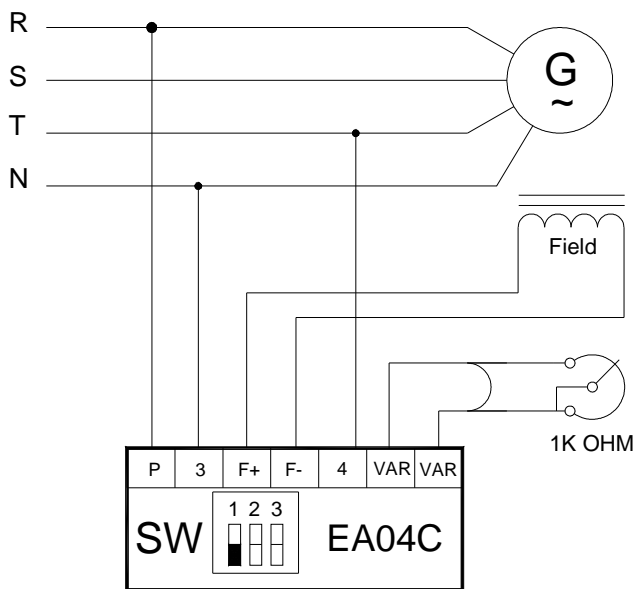 R
S
T
N
G
~
Field
1K OHM
P 3 F+ F- 4 VAR VAR
1 2 3
SW EA04C